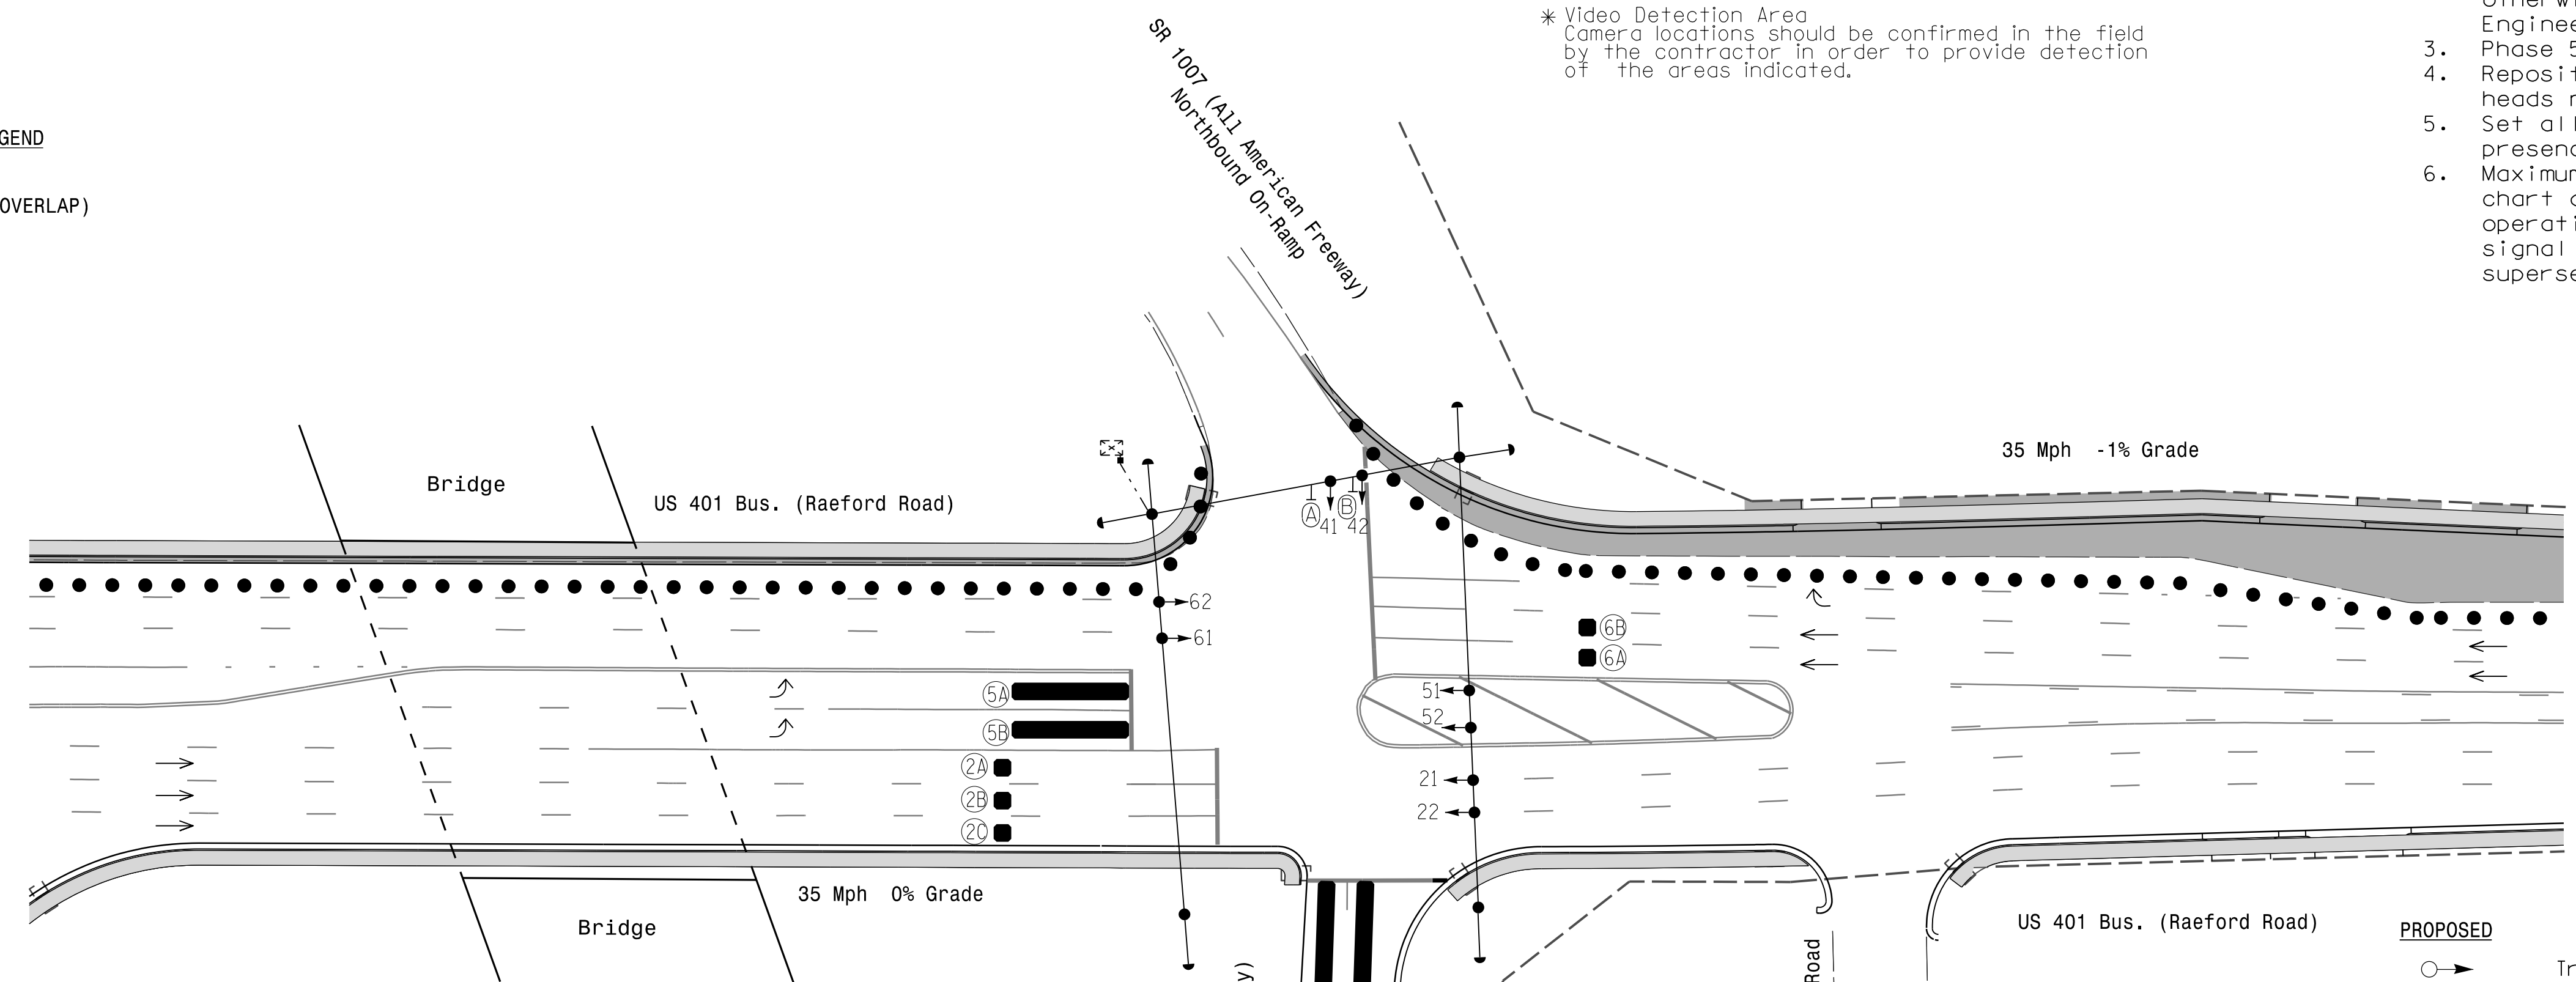 * Video Detection Area
Camera locations should be confirmed in the field
by the contractor in order to provide detection
of the areas indicated.
Enginee
3. Phase 5
4. Reposit
heads r
5. Set all
presenc
6. Maximum
chart
operati
signal
superse
GEND
OVERLAP)
SR 1007 (All American Freeway)
Northbound On-Ramp
35 Mph -1% Grade
Bridge
US 401 Bus. (Raeford Road)
A
41
B
42
62
61
6B
6A
5A
5B
51
52
2A
2B
2C
21
22
35 Mph 0% Grade
Bridge
y)
Road
US 401 Bus. (Raeford Road)
PROPOSED
Tr